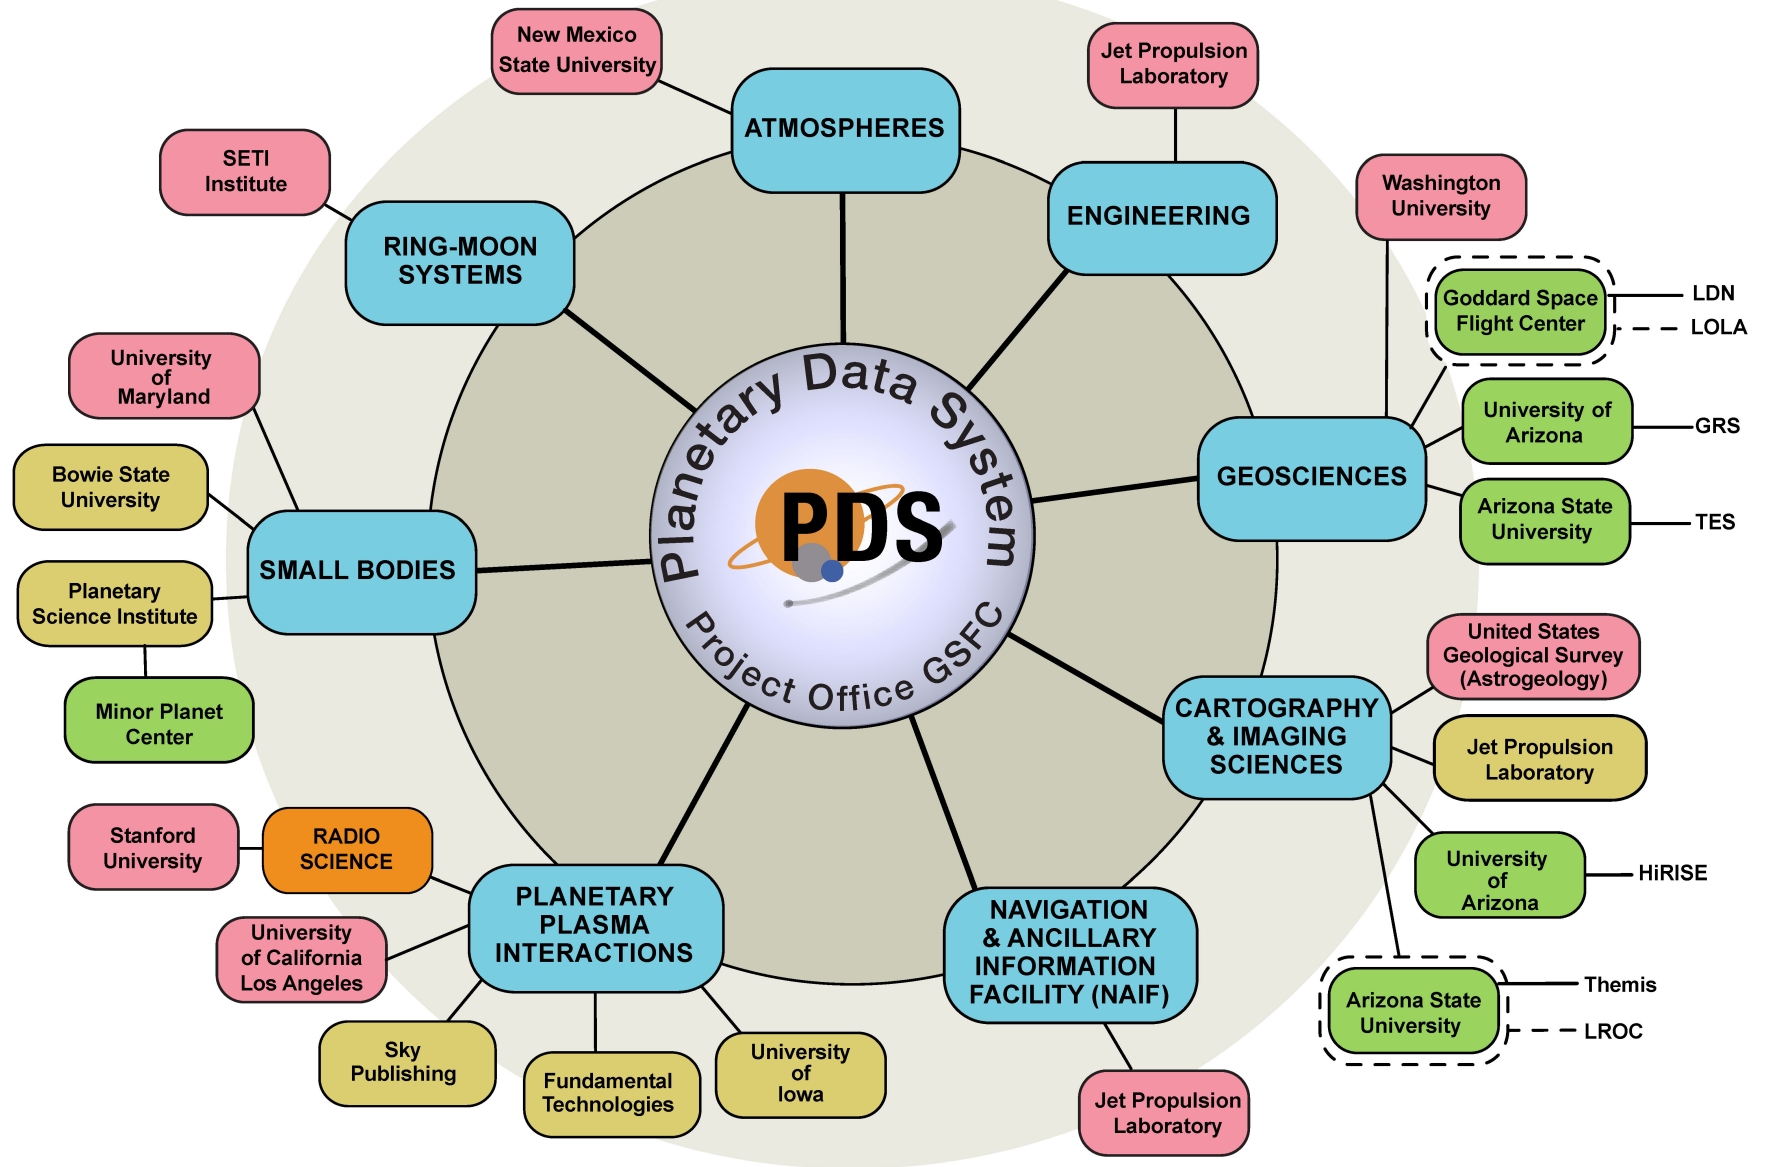 New Mexico
State University
Jet Propulsion
Laboratory
ATMOSPHERES
SETI
Institute
ENGINEERING
Washington
University
RING-MOON
SYSTEMS
Goddard Space
Flight Center
LDN
LOLA
University
of
Maryland
Planetary Data System
University of
Arizona
GRS
Bowie State
University
GEOSCIENCES
Arizona State
University
TES
PDS
SMALL BODIES
Planetary
Science Institute
Project Office GSFC
United States
Geological Survey
(Astrogeology)
Minor Planet
Center
CARTOGRAPHY
& IMAGING
SCIENCES
Jet Propulsion
Laboratory
Stanford
University
RADIO
SCIENCE
University
of
Arizona
HiRISE
PLANETARY
PLASMA
INTERACTIONS
NAVIGATION
& ANCILLARY
INFORMATION
FACILITY (NAIF)
University
of California
Los Angeles
Arizona State
University
Themis
LROC
Sky
Publishing
Fundamental
Technologies
University
of
Iowa
Jet Propulsion
Laboratory